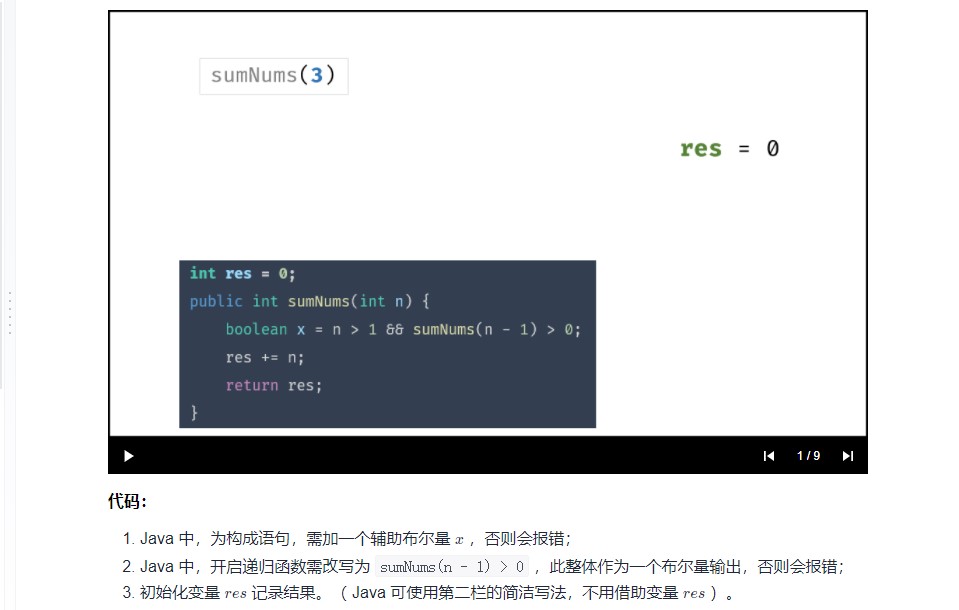 sumNums(3)
res = 0
int res = 0;
public int sumNums(int n) {
boolean x = n > 1 && sumNums(n - 1) > 0;
res += n;
return res;
}
1 / 9
代码：
1. Java 中，为构成语句，需加一个辅助布尔量 x ，否则会报错；
2. Java 中，开启递归函数需改写为 sumNums(n - 1) > 0 ，此整体作为一个布尔量输出，否则会报错；
3. 初始化变量 res 记录结果。（ Java 可使用第二栏的简洁写法，不用借助变量 res ）。